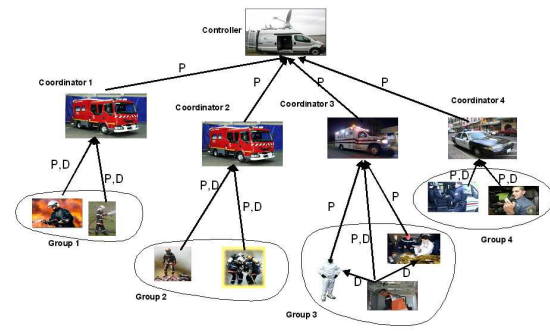 Controller
Coordinator 1
P
P
P
P
Coordinator 2
Coordinator 3
Coordinator 4
P,D
P,D
P,D
P,D
P
P,D
P
P,D
P,D
D
D
Group 1
Group 2
Group 3
Group 4